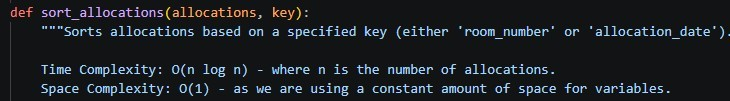 def sort_allocations(allocations, key):
"""Sorts allocations based on a specified key (either 'room_number' or 'allocation_date').
Time Complexity: O(n log n) - where n is the number of allocations.
Space Complexity: O(1) - as we are using a constant amount of space for variables.